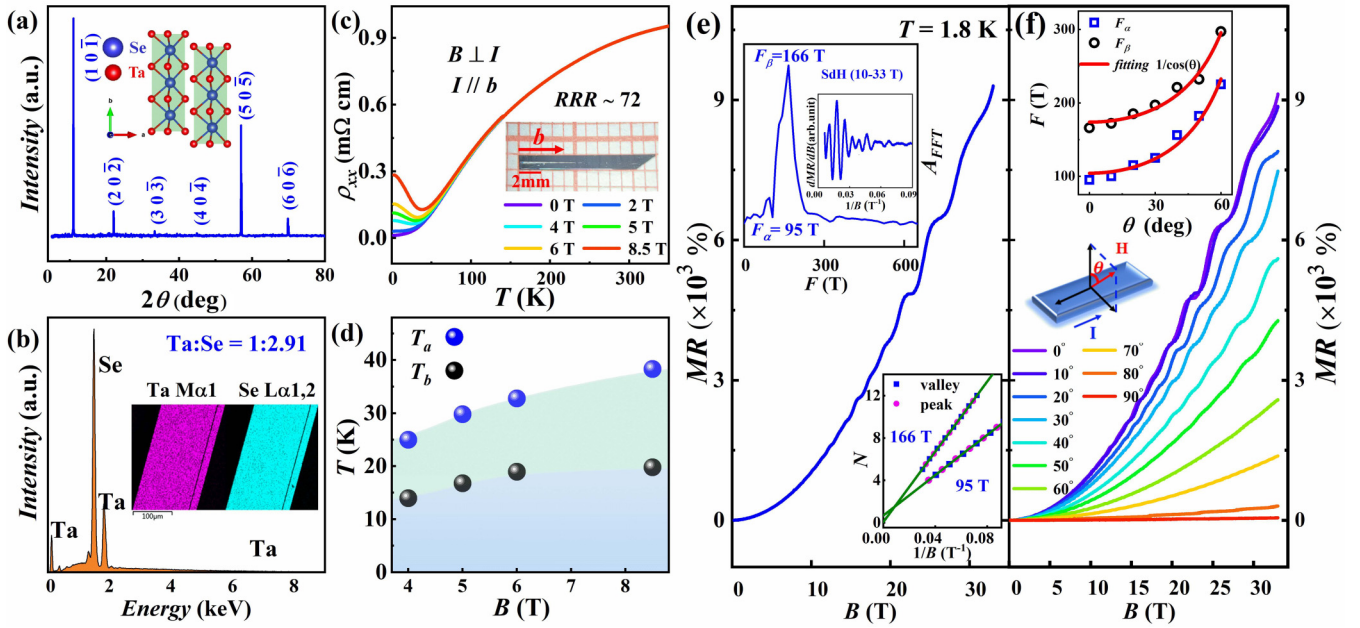 (a)
Intensity (a.u.)
(1 0 1̅)
Se
Ta
b
a
(2 0 2̅)
(3 0 3̅)
(4 0 4̅)
(5 0 5̅)
(6 0 6̅)
0 20 40 60 80
2θ (deg)
(b)
Intensity (a.u.)
Ta:Se = 1:2.91
Se
Ta Mα1 Se Lα1,2
Ta
Ta
Ta
100μm
0 2 4 6 8
Energy (keV)
(c)
ρxx (mΩ cm)
0.9
0.6
0.3
0.0
B ⊥ I
I // b
RRR ~ 72
b
2mm
0 T 2 T
4 T 5 T
6 T 8.5 T
0 100 200 300
T (K)
(d)
T (K)
40
30
20
10
0
Ta
Tb
4 5 6 7 8
B (T)
(e)
T = 1.8 K
MR (×10³ %)
9
6
3
0
Fβ=166 T
SdH (10-33 T)
dMR/dB(arb.unit)
0.00 0.03 0.06 0.09
1/B (T⁻¹)
AFFT
Fα= 95 T
0 300 600
F (T)
valley
peak
N
12
8
4
0
166 T
95 T
0.00 0.04 0.08
1/B (T⁻¹)
0 5 10 15 20 25 30
B (T)
(f)
F (T)
300
200
100
Fα
Fβ
fitting 1/cos(θ)
0 30 60
θ (deg)
H
θ
I
0° 70°
10° 80°
20° 90°
30°
40°
50°
60°
0 5 10 15 20 25 30
B (T)
9
6
3
0
MR (×10³ %)